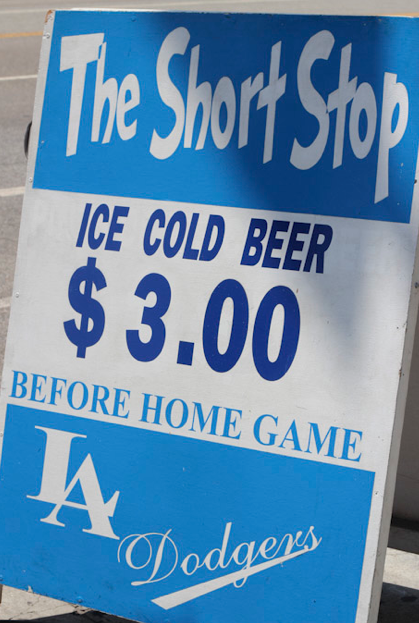 The Short Stop
ICE COLD BEER
$3.00
BEFORE HOME GAME
LA
Dodgers